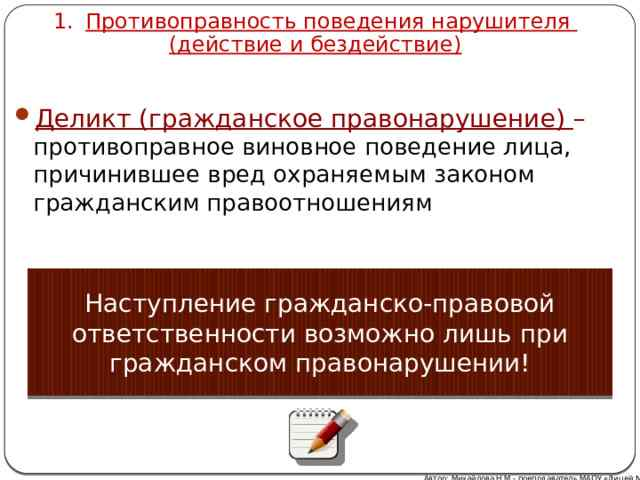 1. Противоправность поведения нарушителя
(действие и бездействие)
Деликт (гражданское правонарушение) –
противоправное виновное поведение лица,
причинившее вред охраняемым законом
гражданским правоотношениям
Наступление гражданско-правовой
ответственности возможно лишь при
гражданском правонарушении!
Автор: Михайлова Н.М.- преподаватель МАОУ «Лицей